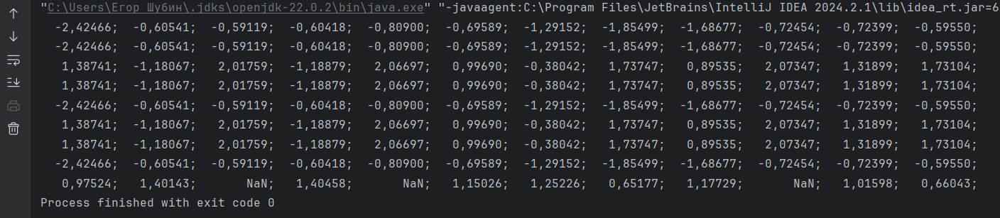 "C:\Users\Егор Шубин\.jdks\openjdk-22.0.2\bin\java.exe" "-javaagent:C:\Program Files\JetBrains\IntelliJ IDEA 2024.2.1\lib\idea_rt.jar=6
-2,42466; -0,60541; -0,59119; -0,60418; -0,80900; -0,69589; -1,29152; -1,85499; -1,68677; -0,72454; -0,72399; -0,59550;
-2,42466; -0,60541; -0,59119; -0,60418; -0,80900; -0,69589; -1,29152; -1,85499; -1,68677; -0,72454; -0,72399; -0,59550;
1,38741; -1,18067; 2,01759; -1,18879; 2,06697; 0,99690; -0,38042; 1,73747; 0,89535; 2,07347; 1,31899; 1,73104;
1,38741; -1,18067; 2,01759; -1,18879; 2,06697; 0,99690; -0,38042; 1,73747; 0,89535; 2,07347; 1,31899; 1,73104;
-2,42466; -0,60541; -0,59119; -0,60418; -0,80900; -0,69589; -1,29152; -1,85499; -1,68677; -0,72454; -0,72399; -0,59550;
1,38741; -1,18067; 2,01759; -1,18879; 2,06697; 0,99690; -0,38042; 1,73747; 0,89535; 2,07347; 1,31899; 1,73104;
1,38741; -1,18067; 2,01759; -1,18879; 2,06697; 0,99690; -0,38042; 1,73747; 0,89535; 2,07347; 1,31899; 1,73104;
-2,42466; -0,60541; -0,59119; -0,60418; -0,80900; -0,69589; -1,29152; -1,85499; -1,68677; -0,72454; -0,72399; -0,59550;
0,97524; 1,40143; NaN; 1,40458; NaN; 1,15026; 1,25226; 0,65177; 1,17729; NaN; 1,01598; 0,66043;
Process finished with exit code 0